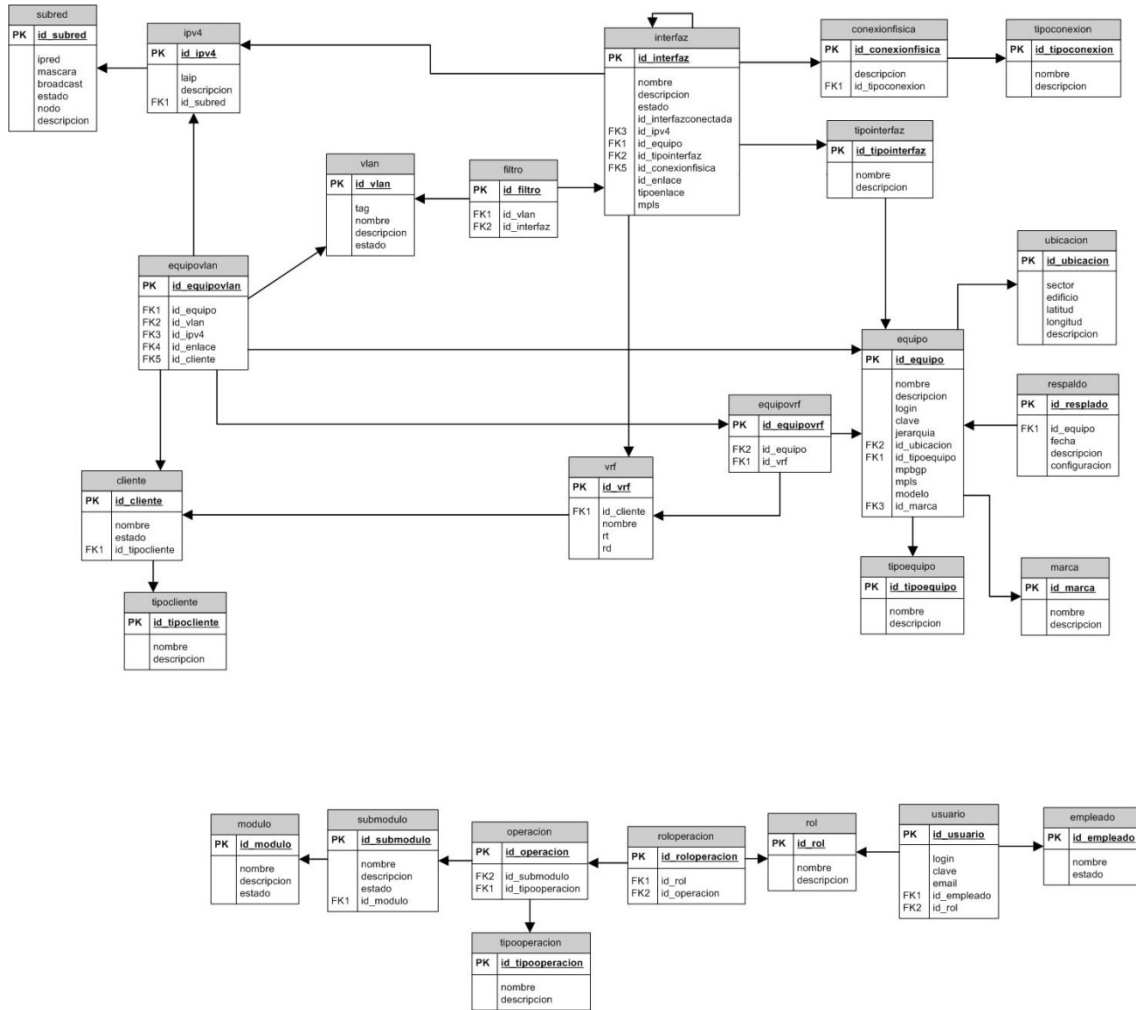 subred
PK id_subred
ipred
mascara
broadcast
estado
nodo
descripcion
ipv4
PK id_ipv4
laip
descripcion
FK1 id_subred
interfaz
PK id_interfaz
nombre
descripcion
estado
id_interfazconectada
FK3 id_ipv4
FK1 id_equipo
FK2 id_tipointerfaz
FK5 id_conexionfisica
id_enlace
tipoenlace
mpls
conexionfisica
PK id_conexionfisica
descripcion
FK1 id_tipoconexion
tipoconexion
PK id_tipoconexion
nombre
descripcion
tipointerfaz
PK id_tipointerfaz
nombre
descripcion
vlan
PK id_vlan
tag
nombre
descripcion
estado
filtro
PK id_filtro
FK1 id_vlan
FK2 id_interfaz
ubicacion
PK id_ubicacion
sector
edificio
latitud
longitud
descripcion
equipovlan
PK id_equipovlan
FK1 id_equipo
FK2 id_vlan
FK3 id_ipv4
FK4 id_enlace
FK5 id_cliente
equipo
PK id_equipo
nombre
descripcion
login
clave
jerarquia
FK2 id_ubicacion
FK1 id_tipoequipo
mpbgp
mpls
modelo
FK3 id_marca
respaldo
PK id_resplado
FK1 id_equipo
fecha
descripcion
configuracion
equipovrf
PK id_equipovrf
FK2 id_equipo
FK1 id_vrf
cliente
PK id_cliente
nombre
estado
FK1 id_tipocliente
vrf
PK id_vrf
FK1 id_cliente
nombre
rt
rd
tipocliente
PK id_tipocliente
nombre
descripcion
tipoequipo
PK id_tipoequipo
nombre
descripcion
marca
PK id_marca
nombre
descripcion
modulo
PK id_modulo
nombre
descripcion
estado
submodulo
PK id_submodulo
nombre
descripcion
estado
FK1 id_modulo
operacion
PK id_operacion
FK2 id_submodulo
FK1 id_tipooperacion
roloperacion
PK id_roloperacion
FK1 id_rol
FK2 id_operacion
rol
PK id_rol
nombre
descripcion
usuario
PK id_usuario
login
clave
email
FK1 id_empleado
FK2 id_rol
empleado
PK id_empleado
nombre
estado
tipooperacion
PK id_tipooperacion
nombre
descripcion